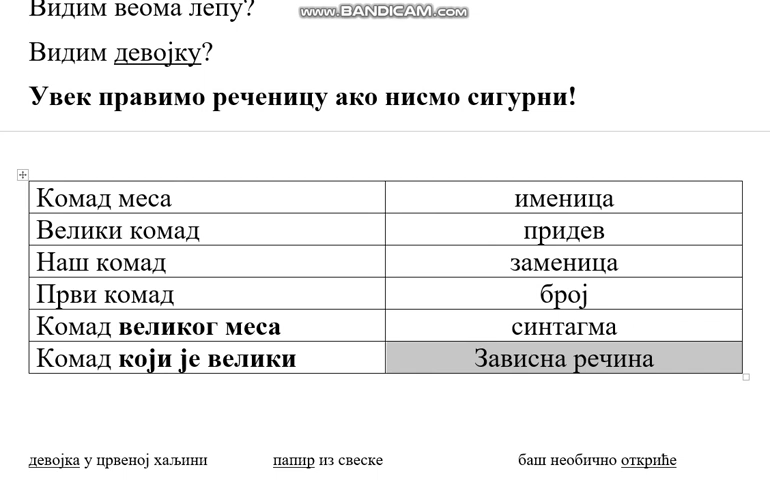 Видим веома лепу?
www.BANDICAM.com
Видим девојку?
Увек правимо реченицу ако нисмо сигурни!
Комад меса именица
Велики комад придев
Наш комад заменица
Први комад број
Комад великог меса синтагма
Комад који је велики Зависна речина
девојка у црвеној хаљини папир из свеске баш необично откриће